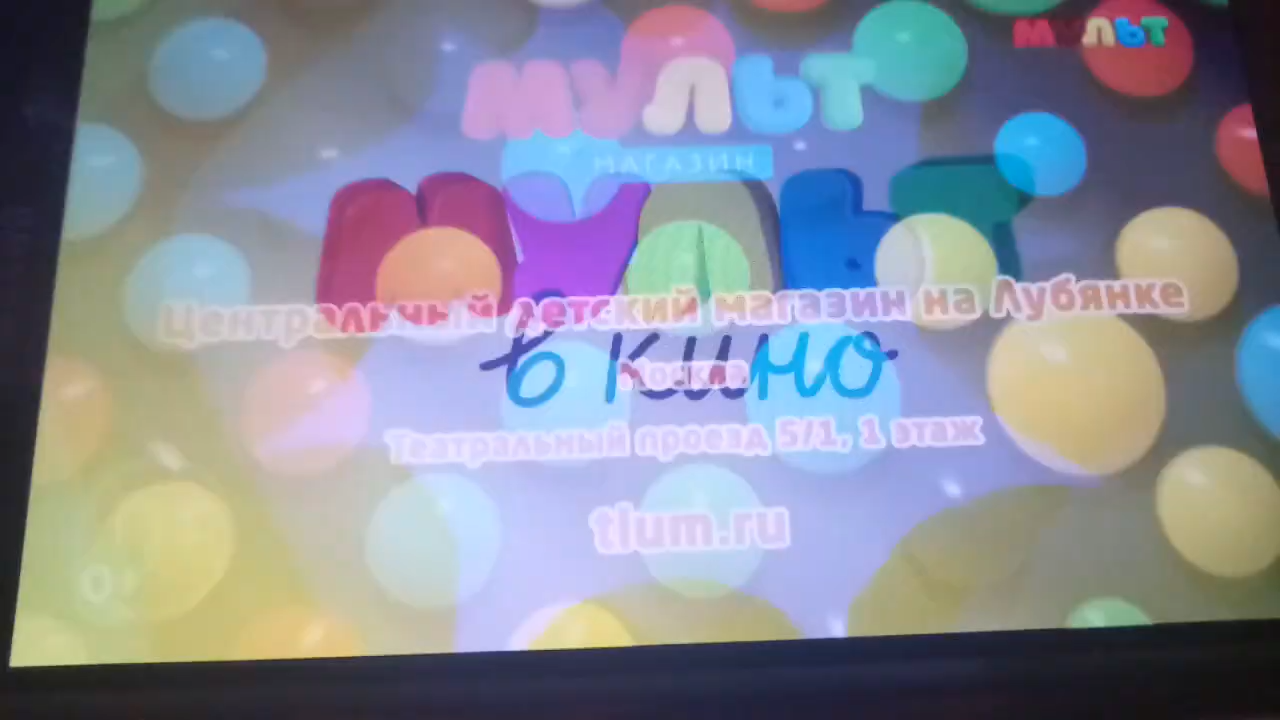 МУЛЬТ
МУЛЬТ
МАГАЗИН
МУЛЬТ
Центральный детский магазин на Лубянке
в кино
Москва
Театральный проезд 5/1, 1 этаж
tlum.ru
0+